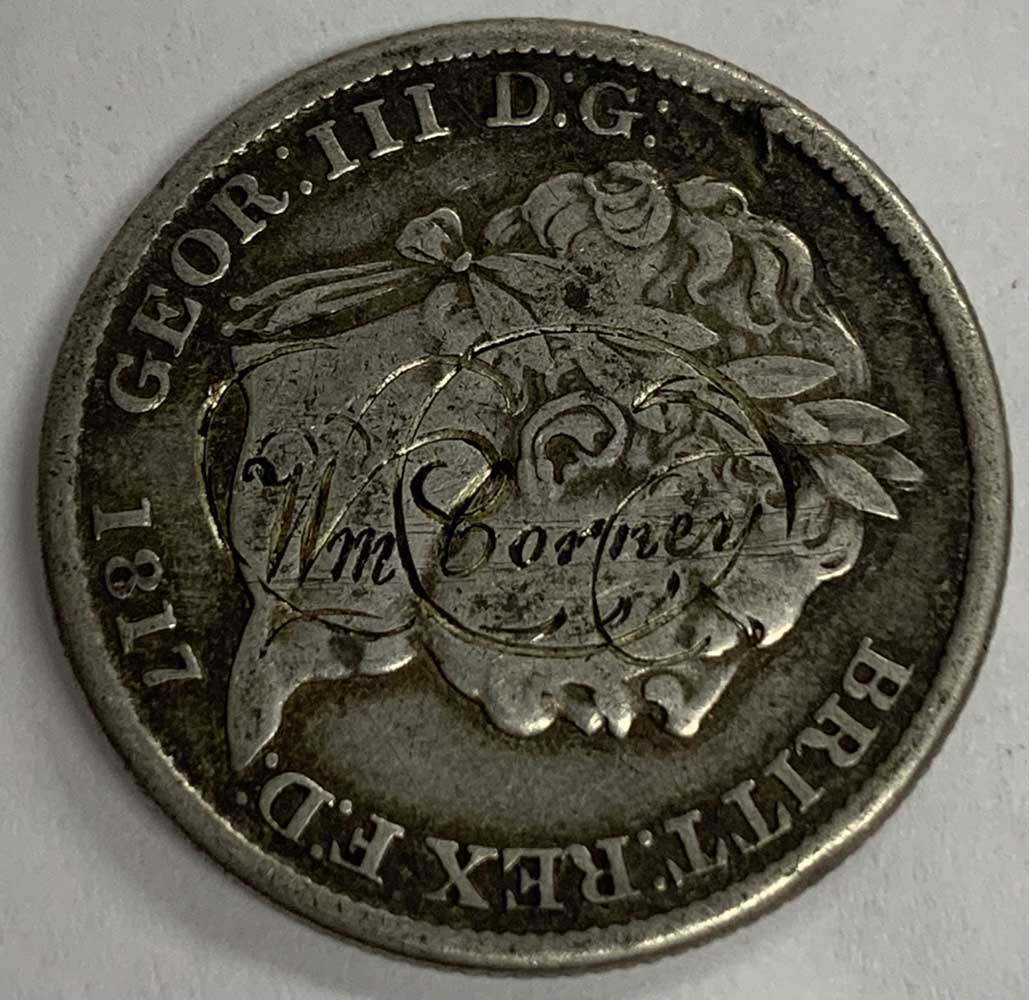 GEOR: III D:G: BRITT:REX F:D:
1817
Wm Corner